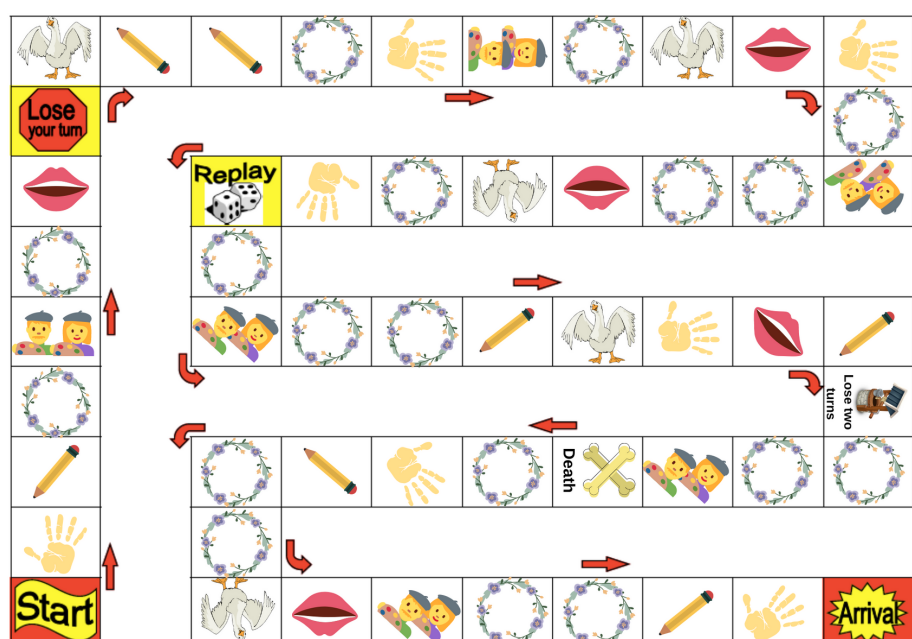 Lose
your turn
Replay
Lose two
turns
Death
Start
Arrival